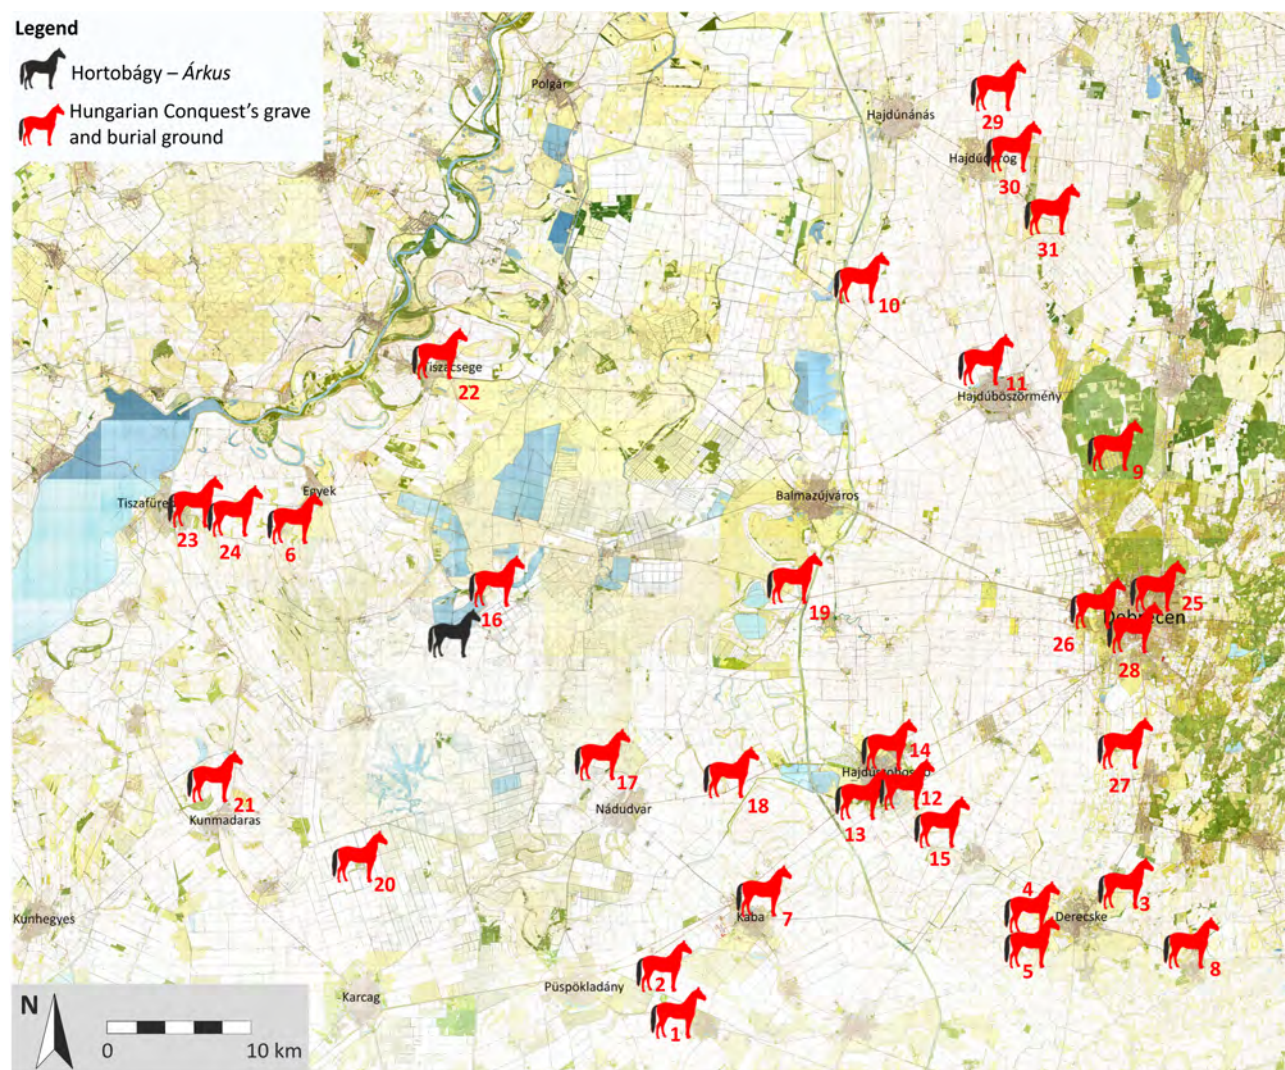 Legend
Hortobágy – Árkus
Hungarian Conquest's grave
and burial ground
Polgár
Hajdúnánás
29
30
31
10
Tiszacsege
22
11
Hajdúböszörmény
9
Egyek
Tiszafüred
23
24
6
Balmazújváros
16
19
25
26
Debrecen
28
14
17
18
27
21
Kunmadaras
Nádudvar
12
13
15
20
4
3
Kunhegyes
7
Kaba
Derecske
5
8
2
Püspökladány
Karcag
1
N
0
10 km